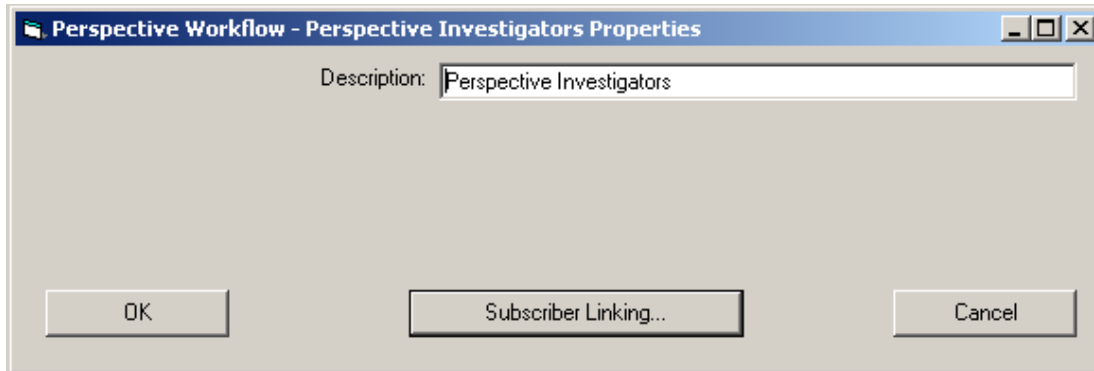 Perspective Workflow - Perspective Investigators Properties
Description: Perspective Investigators
OK Subscriber Linking... Cancel